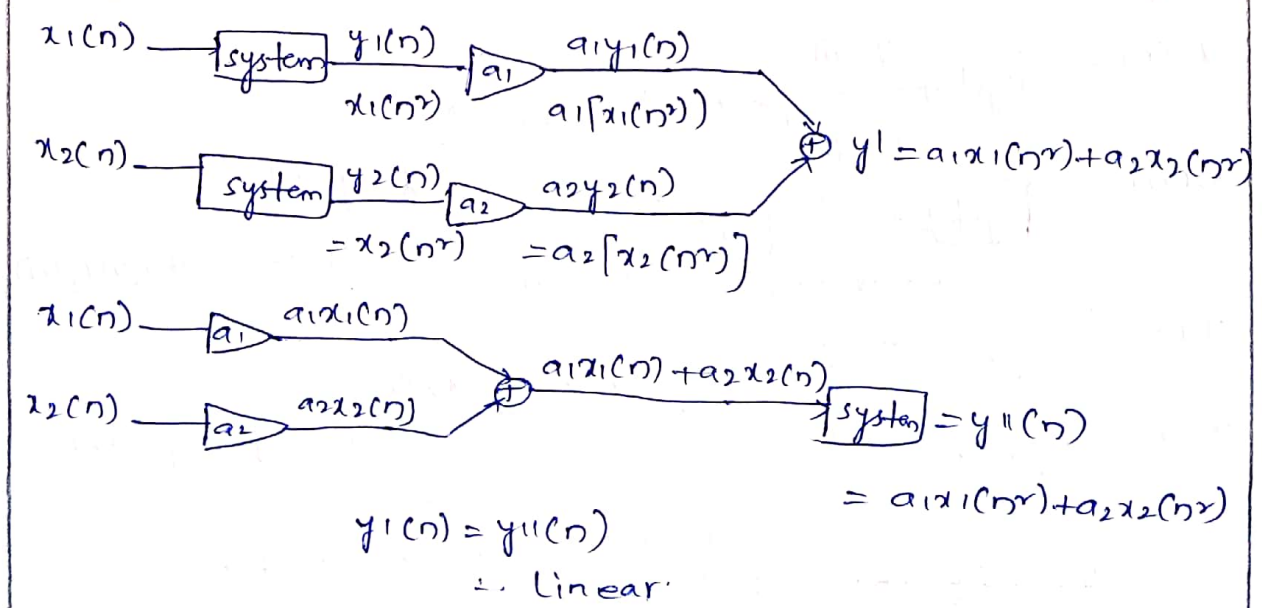 x1(n) system y1(n) a1 a1y1(n)
x1(n²) a1[x1(n²))
x2(n) system y2(n) a2 a2y2(n) ⊕ y' = a1x1(n²)+a2x2(n²)
= x2(n²) =a2[x2(n²)]
x1(n) a1 a1x1(n)
⊕ a1x1(n)+a2x2(n)
x2(n) a2 a2x2(n) system = y"(n)
= a1x1(n²)+a2x2(n²)
y'(n) = y"(n)
∴ Linear.